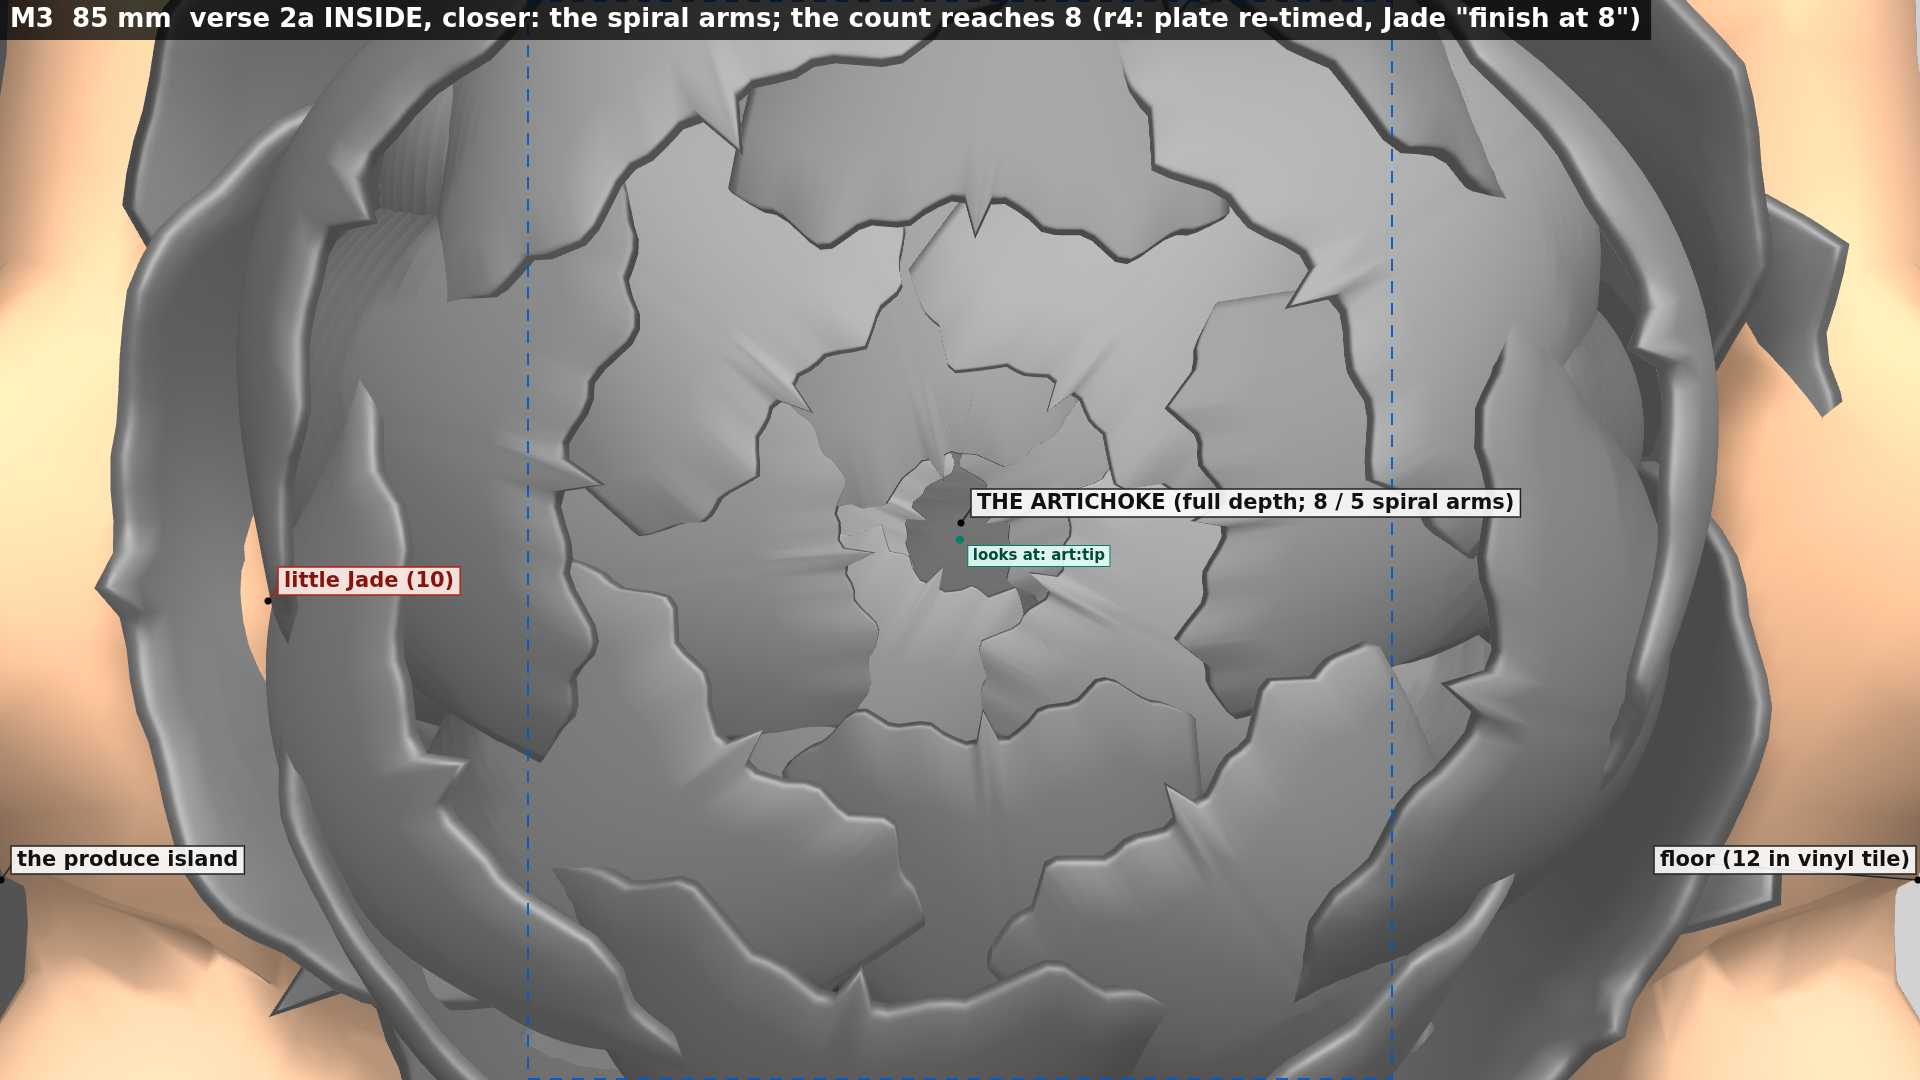 M3  85 mm  verse 2a INSIDE, closer: the spiral arms; the count reaches 8 (r4: plate re-timed, Jade "finish at 8")
THE ARTICHOKE (full depth; 8 / 5 spiral arms)
looks at: art:tip
little Jade (10)
the produce island
floor (12 in vinyl tile)